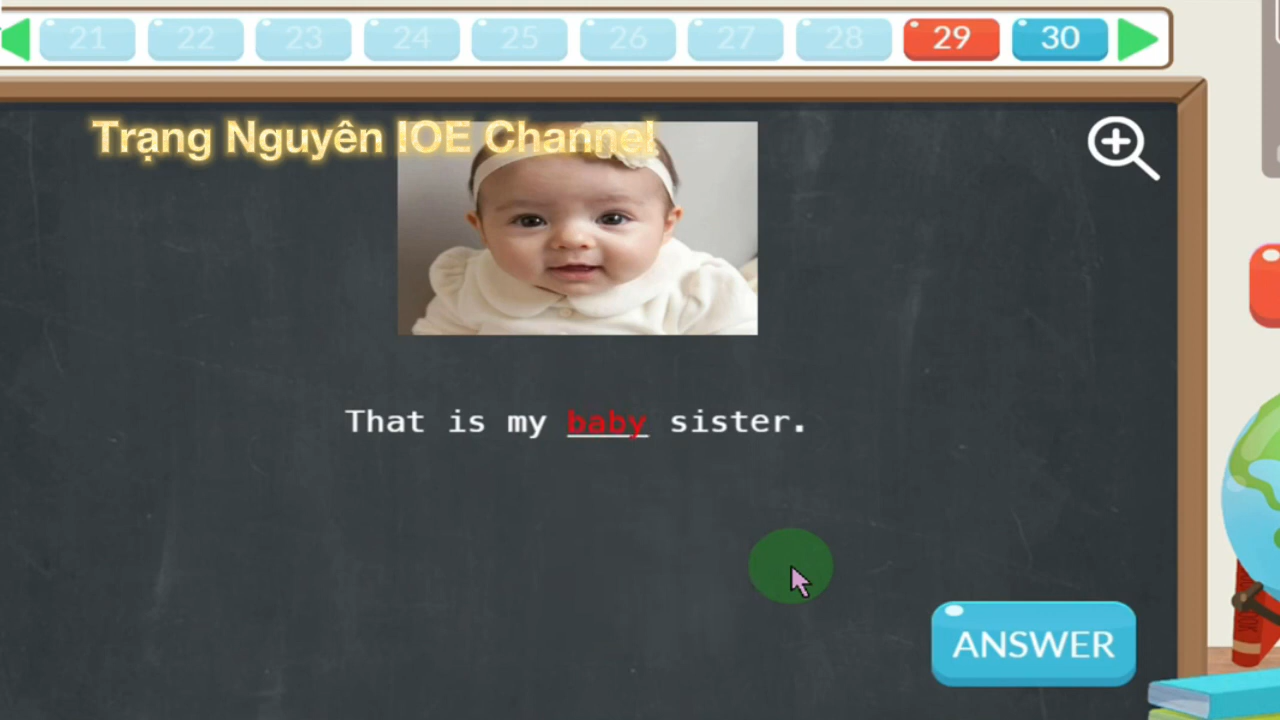 21 22 23 24 25 26 27 28 29 30
Trạng Nguyên IOE Channel
That is my baby sister.
ANSWER